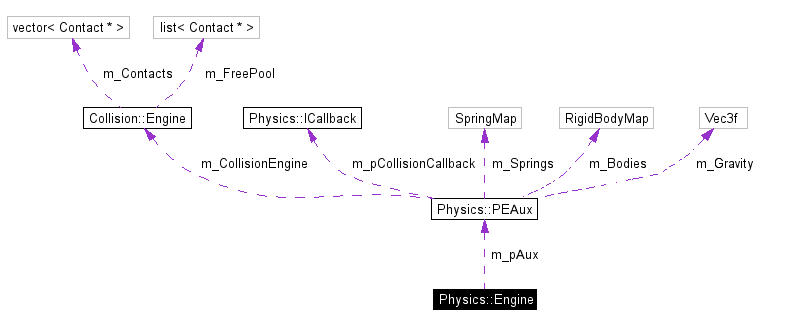 vector< Contact * >
list< Contact * >
m_Contacts
m_FreePool
Collision::Engine
Physics::ICallback
SpringMap
RigidBodyMap
Vec3f
m_CollisionEngine
m_pCollisionCallback
m_Springs
m_Bodies
m_Gravity
Physics::PEAux
m_pAux
Physics::Engine